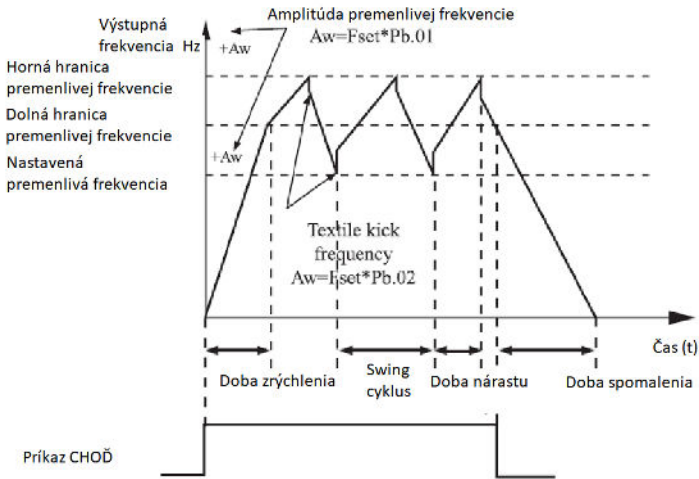 Výstupná
frekvencia Hz
Amplitúda premenlivej frekvencie
Aw=Fset*Pb.01
+Aw
Horná hranica
premenlivej frekvencie
Dolná hranica
premenlivej frekvencie
+Aw
Nastavená
premenlivá frekvencia
Textile kick
frequency
Aw=Fset*Pb.02
Čas (t)
Doba zrýchlenia
Swing
cyklus
Doba nárastu
Doba spomalenia
Príkaz CHOĎ